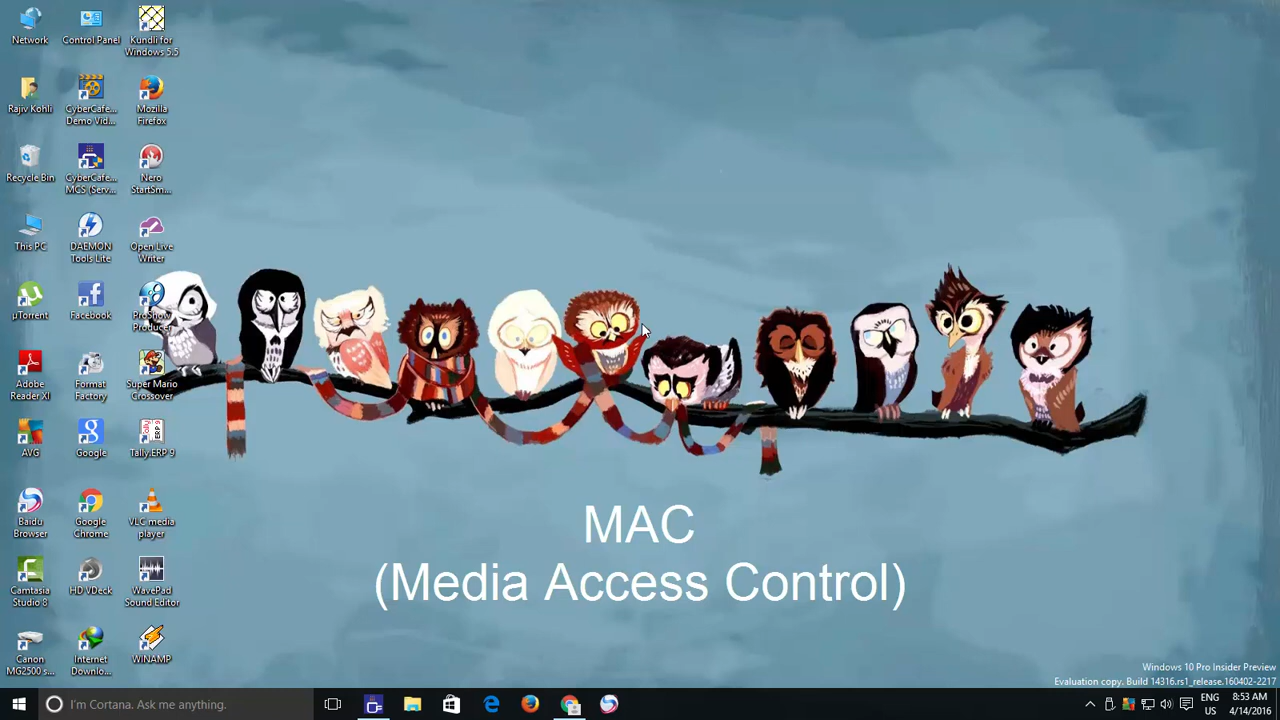 Network
Control Panel
Kundli for
Windows 5.5
Rajiv Kohli
CyberCafe...
Demo Vid...
Mozilla
Firefox
Recycle Bin
CyberCafe...
MCS (Serv...
Nero
StartSm...
This PC
DAEMON
Tools Lite
Open Live
Writer
µTorrent
Facebook
ProShow
Producer
Adobe
Reader XI
Format
Factory
Super Mario
Crossover
AVG
Google
Tally.ERP 9
Baidu
Browser
Google
Chrome
VLC media
player
Camtasia
Studio 8
HD VDeck
WavePad
Sound Editor
Canon
MG2500 s...
Internet
Downlo...
WINAMP
MAC
(Media Access Control)
Windows 10 Pro Insider Preview
Evaluation copy. Build 14316.rs1_release.160402-2217
I'm Cortana. Ask me anything.
ENG
US
8:53 AM
4/14/2016